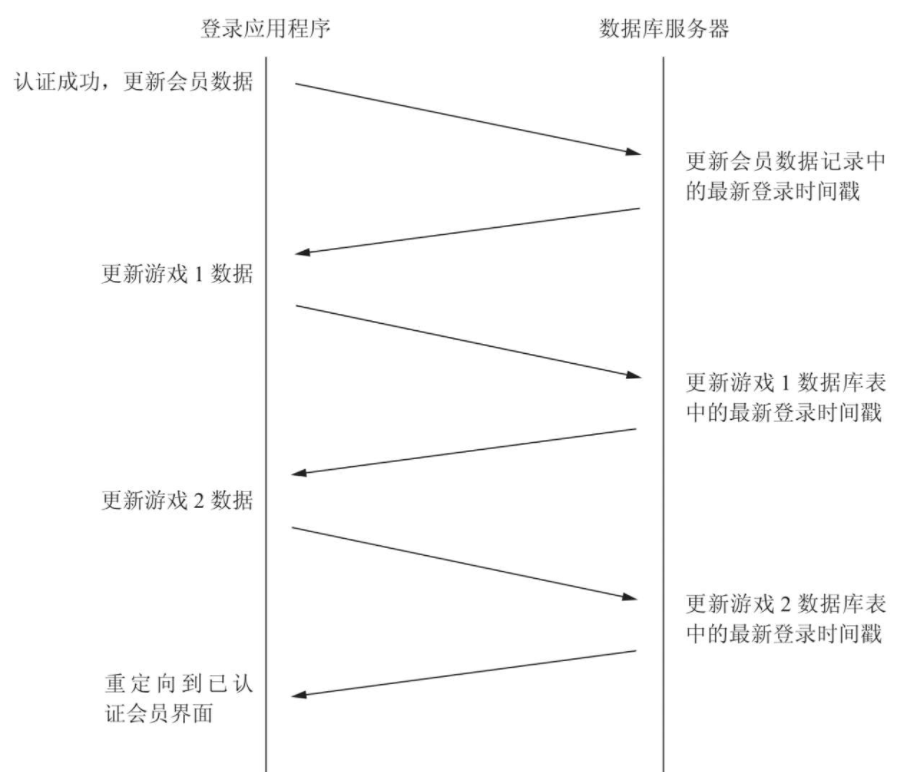 登录应用程序
数据库服务器
认证成功，更新会员数据
更新会员数据记录中
的最新登录时间戳
更新游戏 1 数据
更新游戏 1 数据库表
中的最新登录时间戳
更新游戏 2 数据
更新游戏 2 数据库表
中的最新登录时间戳
重定向到已认
证会员界面